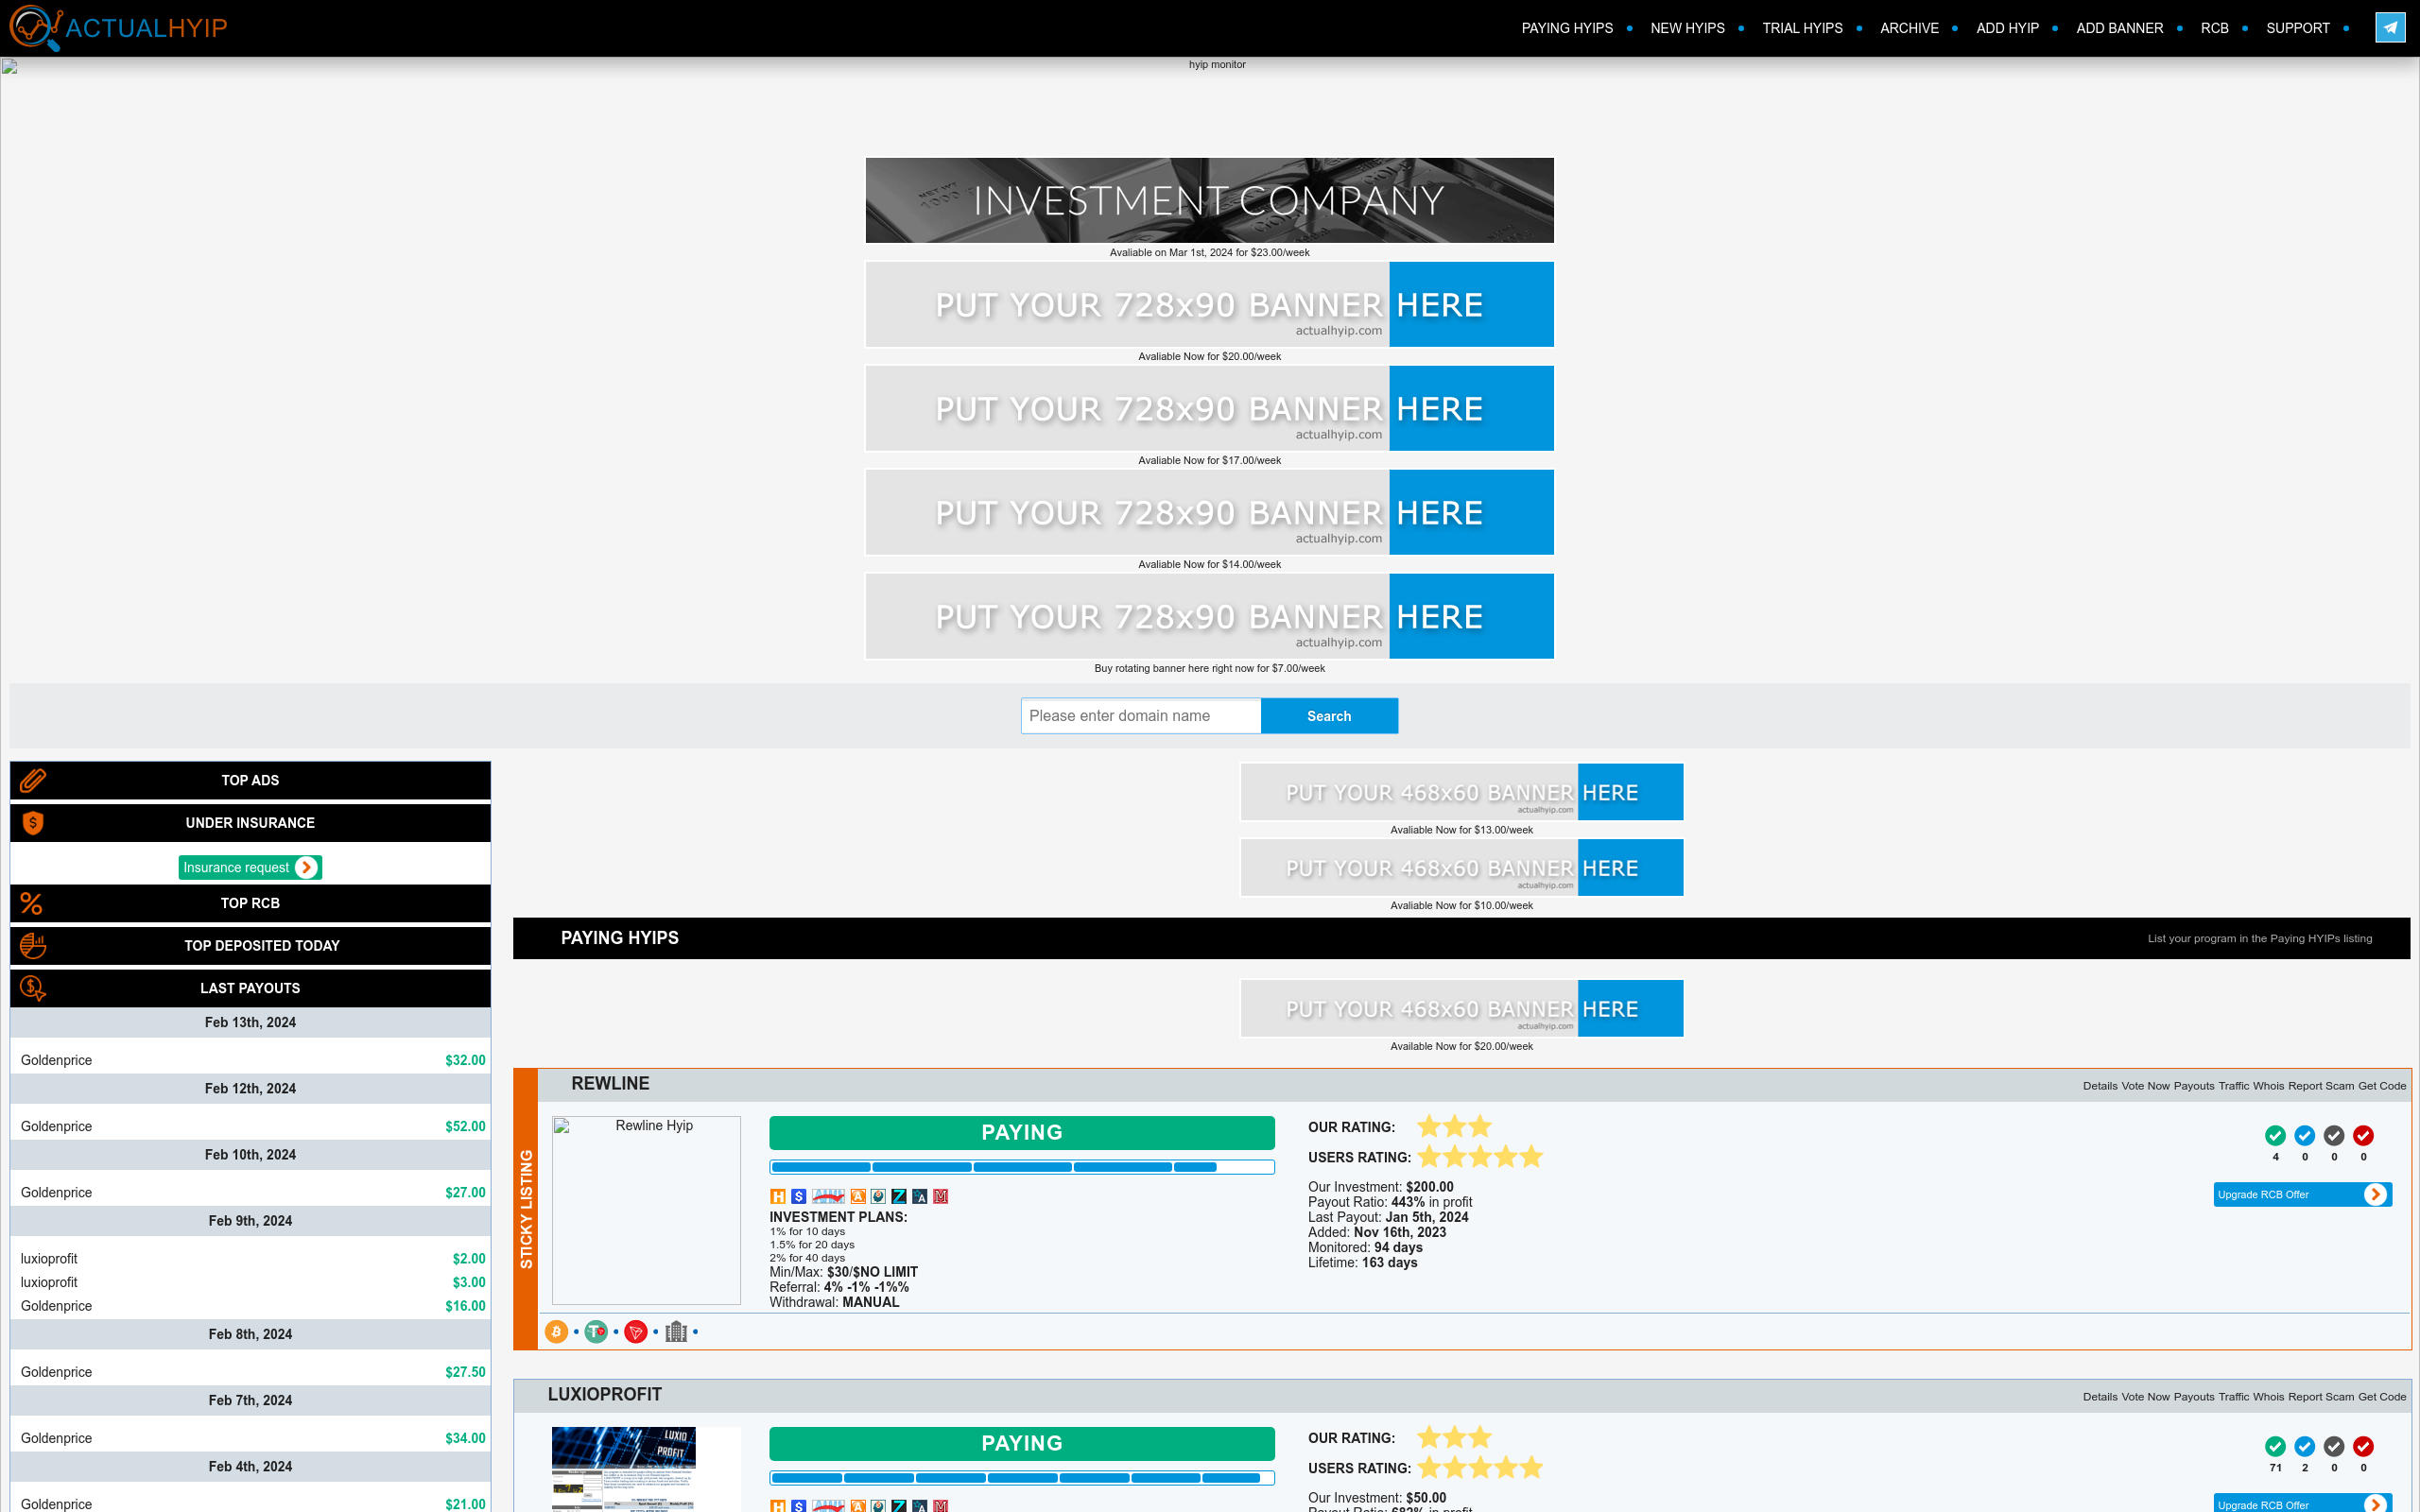 ACTUALHYIP
PAYING HYIPS
NEW HYIPS
TRIAL HYIPS
ARCHIVE
ADD HYIP
ADD BANNER
RCB
SUPPORT
hyip monitor
INVESTMENT COMPANY
Avaliable on Mar 1st, 2024 for $23.00/week
PUT YOUR 728x90 BANNER HERE
actualhyip.com
Avaliable Now for $20.00/week
PUT YOUR 728x90 BANNER HERE
actualhyip.com
Avaliable Now for $17.00/week
PUT YOUR 728x90 BANNER HERE
actualhyip.com
Avaliable Now for $14.00/week
PUT YOUR 728x90 BANNER HERE
actualhyip.com
Buy rotating banner here right now for $7.00/week
Please enter domain name
Search
TOP ADS
UNDER INSURANCE
Insurance request
TOP RCB
TOP DEPOSITED TODAY
LAST PAYOUTS
Feb 13th, 2024
Goldenprice $32.00
Feb 12th, 2024
Goldenprice $52.00
Feb 10th, 2024
Goldenprice $27.00
Feb 9th, 2024
luxioprofit $2.00
luxioprofit $3.00
Goldenprice $16.00
Feb 8th, 2024
Goldenprice $27.50
Feb 7th, 2024
Goldenprice $34.00
Feb 4th, 2024
Goldenprice $21.00
PUT YOUR 468x60 BANNER HERE
actualhyip.com
Avaliable Now for $13.00/week
PUT YOUR 468x60 BANNER HERE
actualhyip.com
Avaliable Now for $10.00/week
PAYING HYIPS
List your program in the Paying HYIPs listing
PUT YOUR 468x60 BANNER HERE
actualhyip.com
Available Now for $20.00/week
STICKY LISTING
REWLINE
Details Vote Now Payouts Traffic Whois Report Scam Get Code
Rewline Hyip
PAYING
INVESTMENT PLANS:
1% for 10 days
1.5% for 20 days
2% for 40 days
Min/Max: $30/$NO LIMIT
Referral: 4% -1% -1%%
Withdrawal: MANUAL
OUR RATING:
USERS RATING:
Our Investment: $200.00
Payout Ratio: 443% in profit
Last Payout: Jan 5th, 2024
Added: Nov 16th, 2023
Monitored: 94 days
Lifetime: 163 days
4 0 0 0
Upgrade RCB Offer
LUXIOPROFIT
Details Vote Now Payouts Traffic Whois Report Scam Get Code
LUXIO
PROFIT
PAYING
OUR RATING:
USERS RATING:
Our Investment: $50.00
Payout Ratio: 682% in profit
71 2 0 0
Upgrade RCB Offer